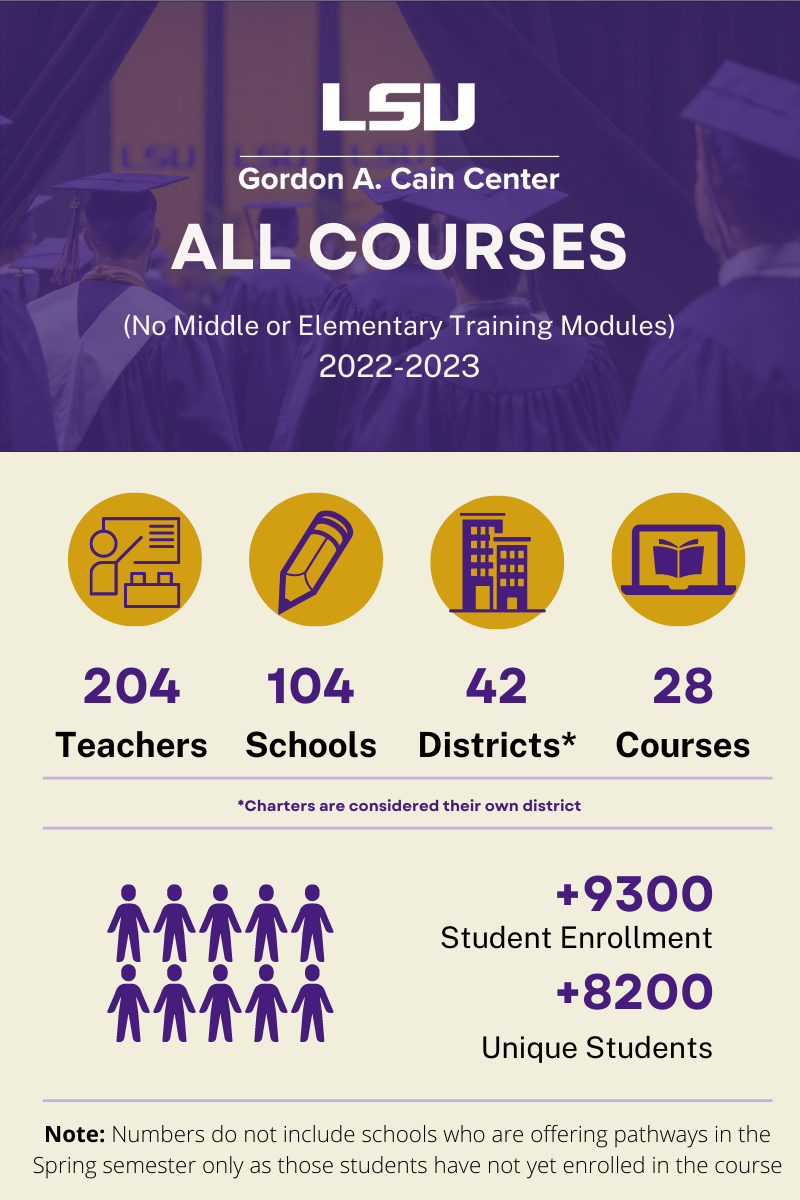 LSU
LSU LSU LSU
Gordon A. Cain Center
ALL COURSES
(No Middle or Elementary Training Modules)
2022-2023
204
104
42
28
Teachers
Schools
Districts*
Courses
*Charters are considered their own district
+9300
Student Enrollment
+8200
Unique Students
Note: Numbers do not include schools who are offering pathways in the
Spring semester only as those students have not yet enrolled in the course